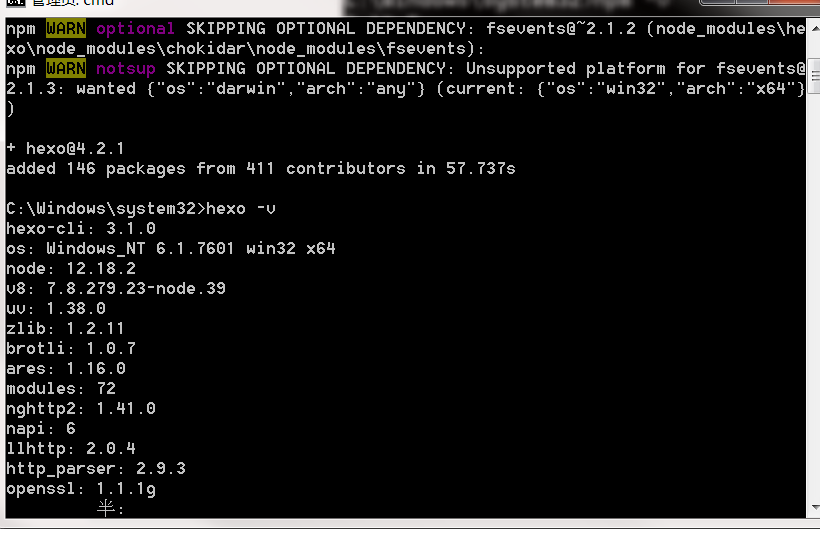 管理员: cmd
npm WARN optional SKIPPING OPTIONAL DEPENDENCY: fsevents@~2.1.2 (node_modules\he
xo\node_modules\chokidar\node_modules\fsevents):
npm WARN notsup SKIPPING OPTIONAL DEPENDENCY: Unsupported platform for fsevents@
2.1.3: wanted {"os":"darwin","arch":"any"} (current: {"os":"win32","arch":"x64"}
)
+ hexo@4.2.1
added 146 packages from 411 contributors in 57.737s
C:\Windows\system32>hexo -v
hexo-cli: 3.1.0
os: Windows_NT 6.1.7601 win32 x64
node: 12.18.2
v8: 7.8.279.23-node.39
uv: 1.38.0
zlib: 1.2.11
brotli: 1.0.7
ares: 1.16.0
modules: 72
nghttp2: 1.41.0
napi: 6
llhttp: 2.0.4
http_parser: 2.9.3
openssl: 1.1.1g
半: